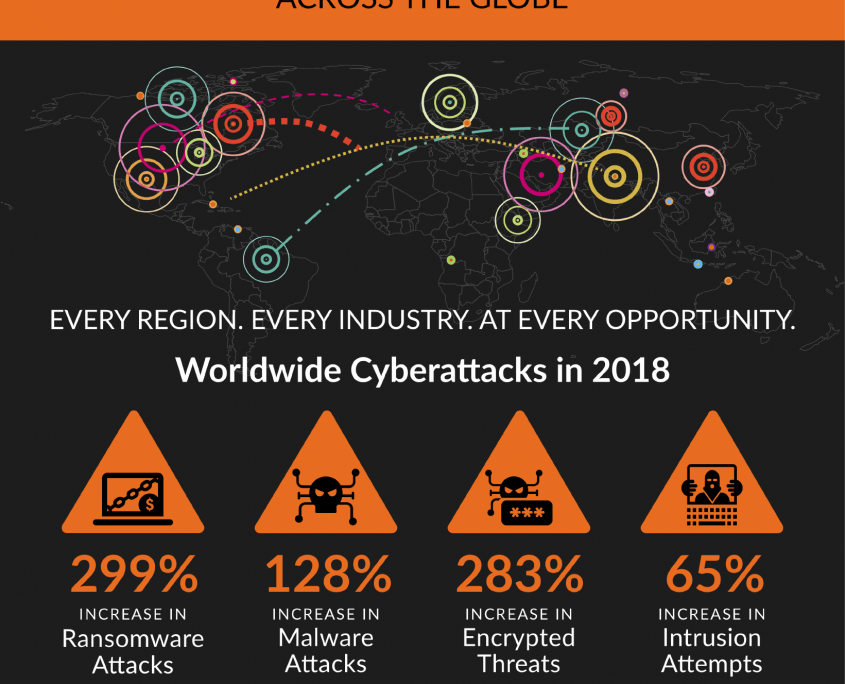 ACROSS THE GLOBE
EVERY REGION. EVERY INDUSTRY. AT EVERY OPPORTUNITY.
Worldwide Cyberattacks in 2018
$
***
299%
128%
283%
65%
INCREASE IN
INCREASE IN
INCREASE IN
INCREASE IN
Ransomware
Malware
Encrypted
Intrusion
Attacks
Attacks
Threats
Attempts